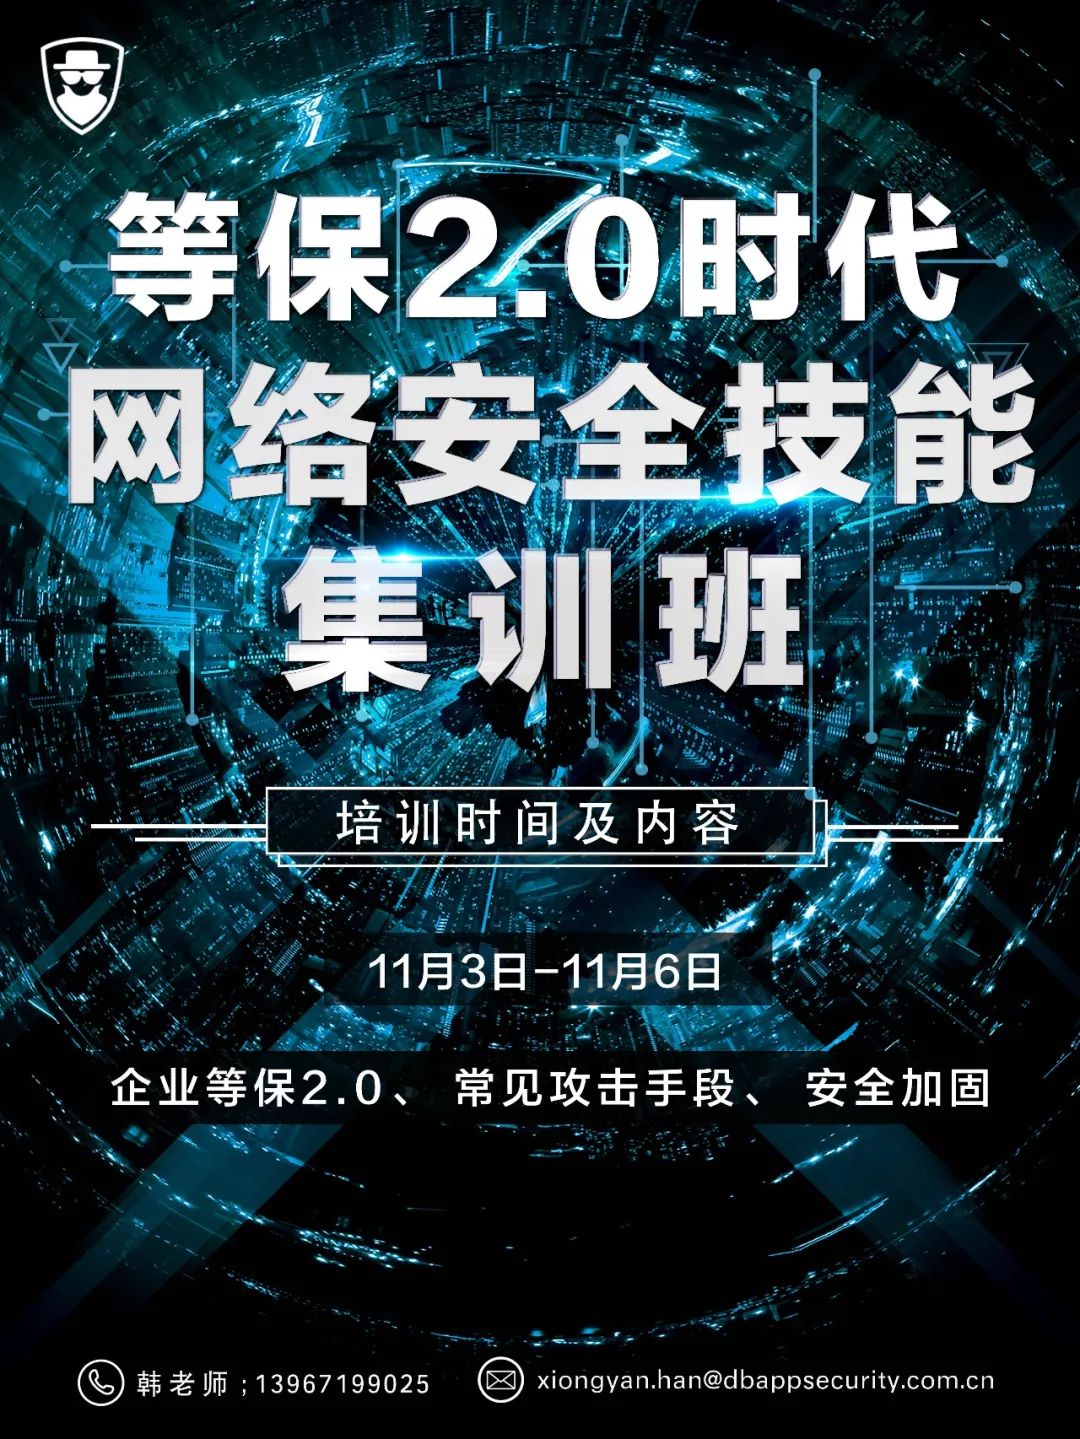 等保2.0时代
网络安全技能
集训班
培训时间及内容
11月3日-11月6日
企业等保2.0、常见攻击手段、安全加固
韩老师;13967199025
xiongyan.han@dbappsecurity.com.cn